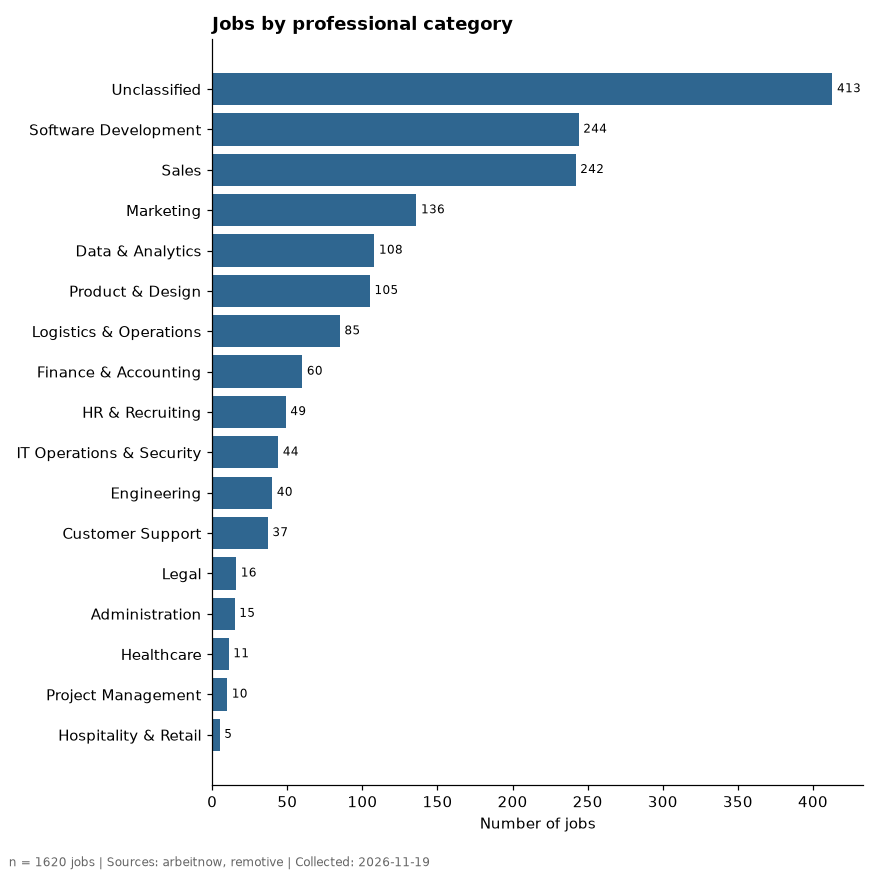 Jobs by professional category
Unclassified 413
Software Development 244
Sales 242
Marketing 136
Data & Analytics 108
Product & Design 105
Logistics & Operations 85
Finance & Accounting 60
HR & Recruiting 49
IT Operations & Security 44
Engineering 40
Customer Support 37
Legal 16
Administration 15
Healthcare 11
Project Management 10
Hospitality & Retail 5
0 50 100 150 200 250 300 350 400
Number of jobs
n = 1620 jobs | Sources: arbeitnow, remotive | Collected: 2026-11-19